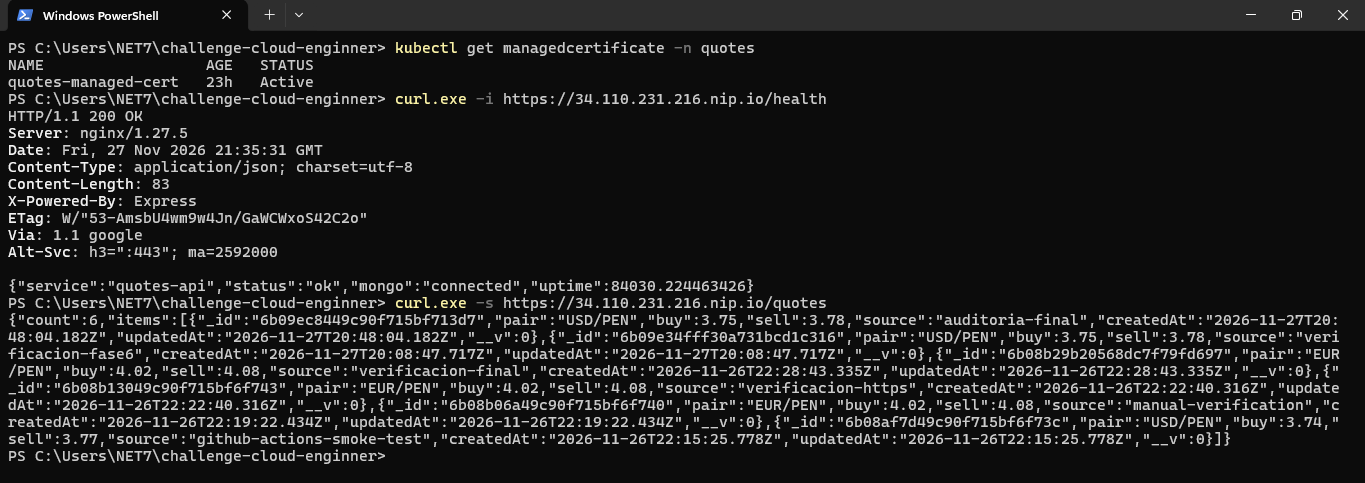 Windows PowerShell
PS C:\Users\NET7\challenge-cloud-enginner> kubectl get managedcertificate -n quotes
NAME                   AGE   STATUS
quotes-managed-cert   23h   Active
PS C:\Users\NET7\challenge-cloud-enginner> curl.exe -i https://34.110.231.216.nip.io/health
HTTP/1.1 200 OK
Server: nginx/1.27.5
Date: Fri, 27 Nov 2026 21:35:31 GMT
Content-Type: application/json; charset=utf-8
Content-Length: 83
X-Powered-By: Express
ETag: W/"53-AmsbU4wm9w4Jn/GaWCWxoS42C2o"
Via: 1.1 google
Alt-Svc: h3=":443"; ma=2592000
{"service":"quotes-api","status":"ok","mongo":"connected","uptime":84030.224463426}
PS C:\Users\NET7\challenge-cloud-enginner> curl.exe -s https://34.110.231.216.nip.io/quotes
{"count":6,"items":[{"_id":"6b09ec8449c90f715bf713d7","pair":"USD/PEN","buy":3.75,"sell":3.78,"source":"auditoria-final","createdAt":"2026-11-27T20:
48:04.182Z","updatedAt":"2026-11-27T20:48:04.182Z","__v":0},{"_id":"6b09e34fff30a731bcd1c316","pair":"USD/PEN","buy":3.75,"sell":3.78,"source":"veri
ficacion-fase6","createdAt":"2026-11-27T20:08:47.717Z","updatedAt":"2026-11-27T20:08:47.717Z","__v":0},{"_id":"6b08b29b20568dc7f79fd697","pair":"EUR
/PEN","buy":4.02,"sell":4.08,"source":"verificacion-final","createdAt":"2026-11-26T22:28:43.335Z","updatedAt":"2026-11-26T22:28:43.335Z","__v":0},{"
_id":"6b08b13049c90f715bf6f743","pair":"EUR/PEN","buy":4.02,"sell":4.08,"source":"verificacion-https","createdAt":"2026-11-26T22:22:40.316Z","update
dAt":"2026-11-26T22:22:40.316Z","__v":0},{"_id":"6b08b06a49c90f715bf6f740","pair":"EUR/PEN","buy":4.02,"sell":4.08,"source":"manual-verification","c
reatedAt":"2026-11-26T22:19:22.434Z","updatedAt":"2026-11-26T22:19:22.434Z","__v":0},{"_id":"6b08af7d49c90f715bf6f73c","pair":"USD/PEN","buy":3.74,"
sell":3.77,"source":"github-actions-smoke-test","createdAt":"2026-11-26T22:15:25.778Z","updatedAt":"2026-11-26T22:15:25.778Z","__v":0}]}
PS C:\Users\NET7\challenge-cloud-enginner>